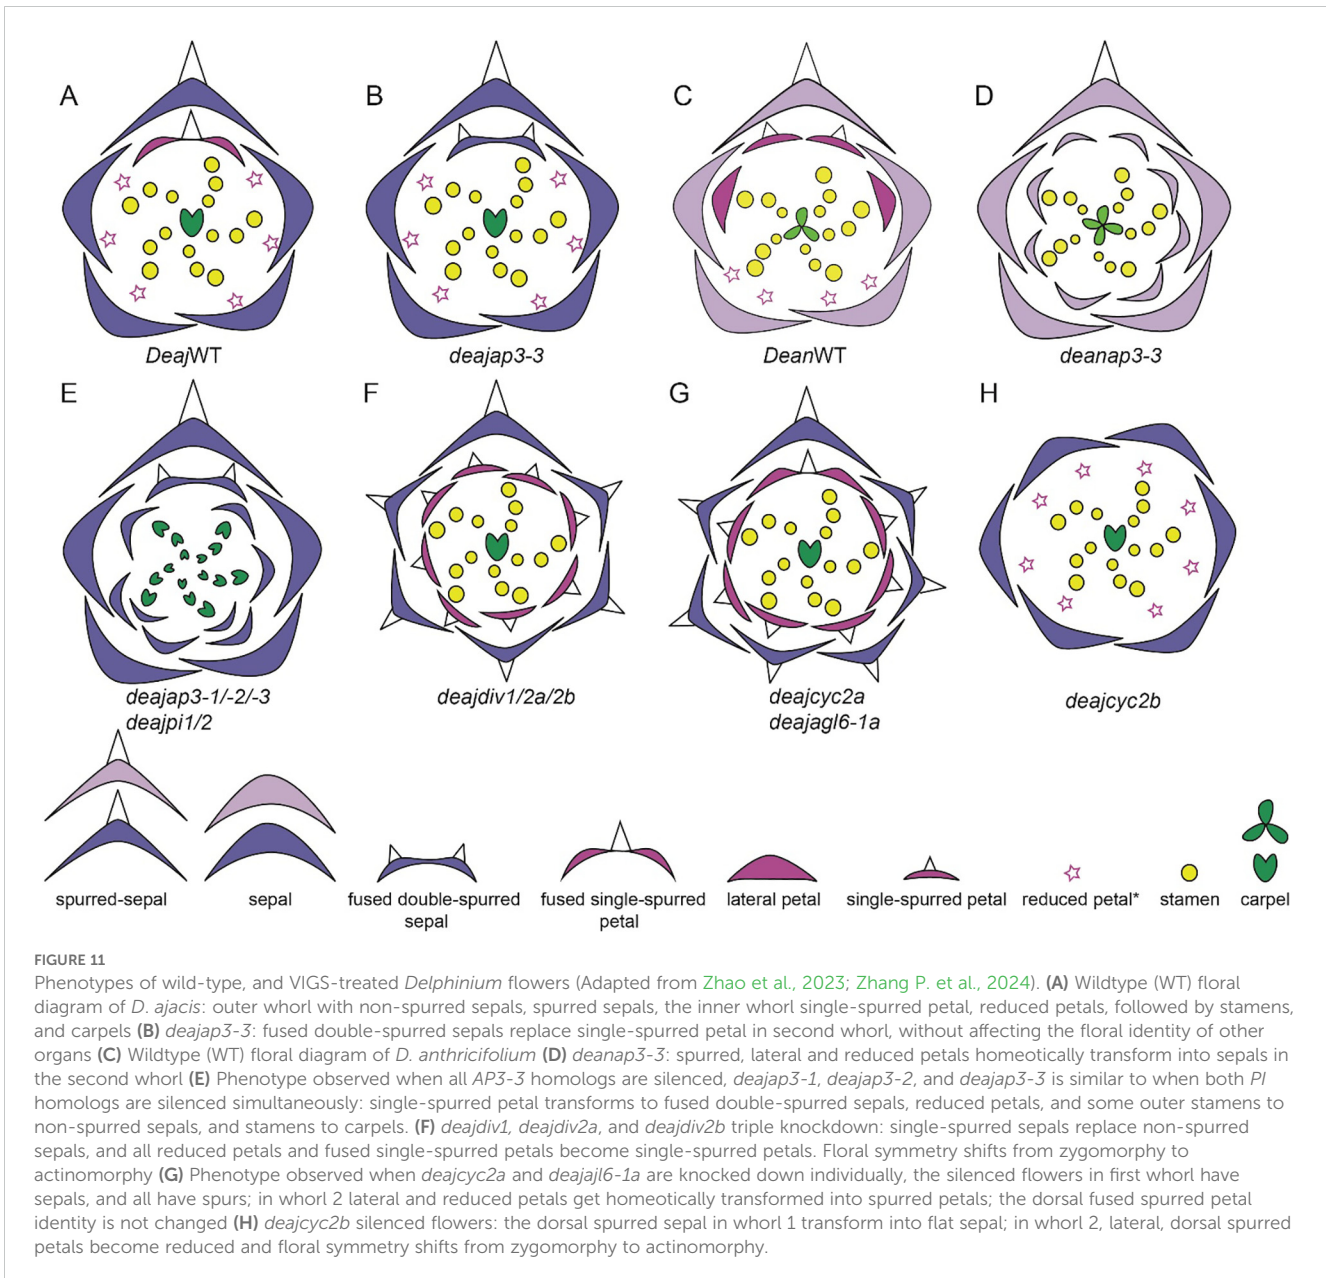 A
B
C
D
DeajWT
deajap3-3
DeanWT
deanap3-3
E
F
G
H
deajap3-1/-2/-3
deajpi1/2
deajdiv1/2a/2b
deajcyc2a
deajagl6-1a
deajcyc2b
spurred-sepal
sepal
fused double-spurred
sepal
fused single-spurred
petal
lateral petal
single-spurred petal
reduced petal*
stamen
carpel
FIGURE 11
Phenotypes of wild-type, and VIGS-treated Delphinium flowers (Adapted from Zhao et al., 2023; Zhang P. et al., 2024). (A) Wildtype (WT) floral
diagram of D. ajacis: outer whorl with non-spurred sepals, spurred sepals, the inner whorl single-spurred petal, reduced petals, followed by stamens,
and carpels (B) deajap3-3: fused double-spurred sepals replace single-spurred petal in second whorl, without affecting the floral identity of other
organs (C) Wildtype (WT) floral diagram of D. anthricifolium (D) deanap3-3: spurred, lateral and reduced petals homeotically transform into sepals in
the second whorl (E) Phenotype observed when all AP3-3 homologs are silenced, deajap3-1, deajap3-2, and deajap3-3 is similar to when both PI
homologs are silenced simultaneously: single-spurred petal transforms to fused double-spurred sepals, reduced petals, and some outer stamens to
non-spurred sepals, and stamens to carpels. (F) deajdiv1, deajdiv2a, and deajdiv2b triple knockdown: single-spurred sepals replace non-spurred
sepals, and all reduced petals and fused single-spurred petals become single-spurred petals. Floral symmetry shifts from zygomorphy to
actinomorphy (G) Phenotype observed when deajcyc2a and deajajl6-1a are knocked down individually, the silenced flowers in first whorl have
sepals, and all have spurs; in whorl 2 lateral and reduced petals get homeotically transformed into spurred petals; the dorsal fused spurred petal
identity is not changed (H) deajcyc2b silenced flowers: the dorsal spurred sepal in whorl 1 transform into flat sepal; in whorl 2, lateral, dorsal spurred
petals become reduced and floral symmetry shifts from zygomorphy to actinomorphy.